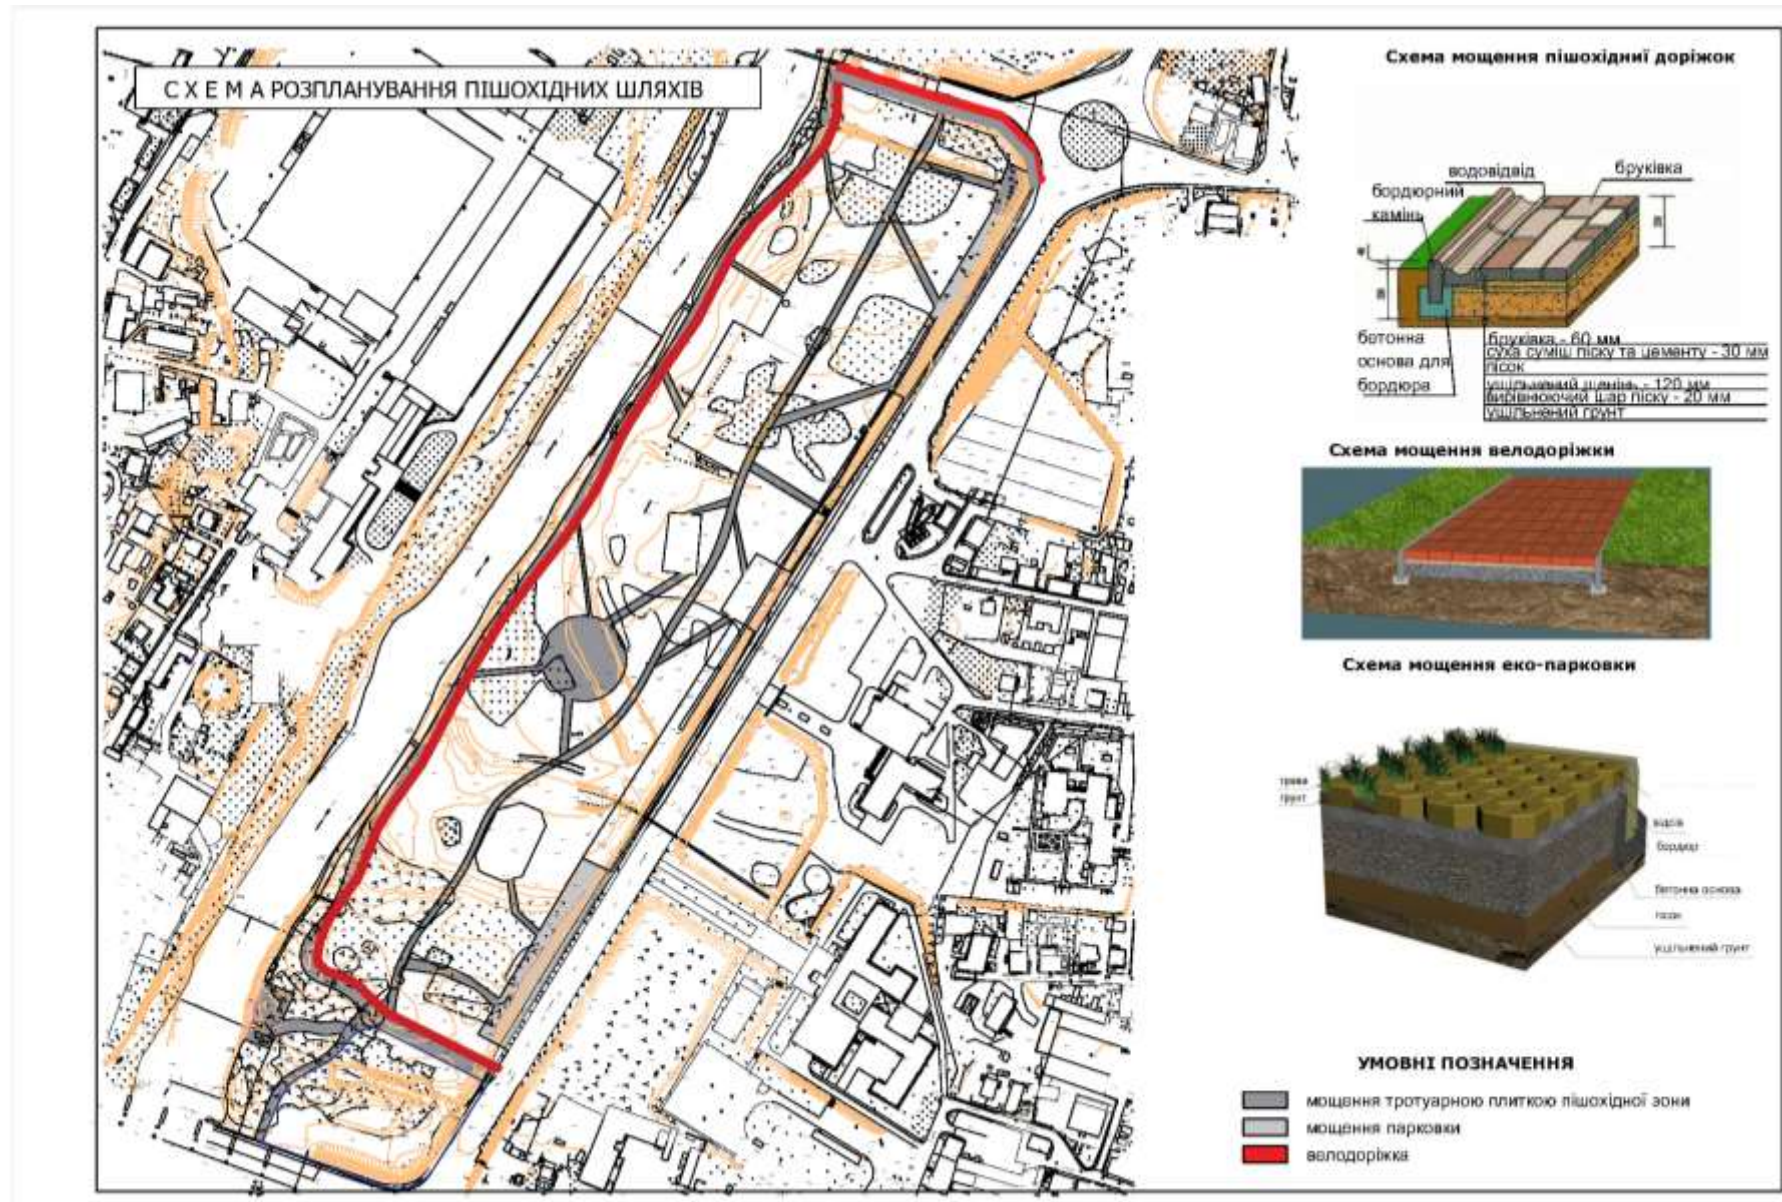 С Х Е М А РОЗПЛАНУВАННЯ ПІШОХІДНИХ ШЛЯХІВ
Схема мощення пішохідниї доріжок
водовідвід
бруківка
бордюрний
камінь
бетонна
основа для
бордюра
бруківка - 60 мм
суха суміш піску та цементу - 30 мм
пісок
ущільнений щебінь - 120 мм
вирівнюючий шар піску - 20 мм
ущільнений грунт
Схема мощення велодоріжки
Схема мощення еко-парковки
трава
грунт
відсів
бордюр
бетонна основа
ущільнений грунт
УМОВНІ ПОЗНАЧЕННЯ
мощення тротуарною плиткою пішохідної зони
мощення парковки
велодоріжка